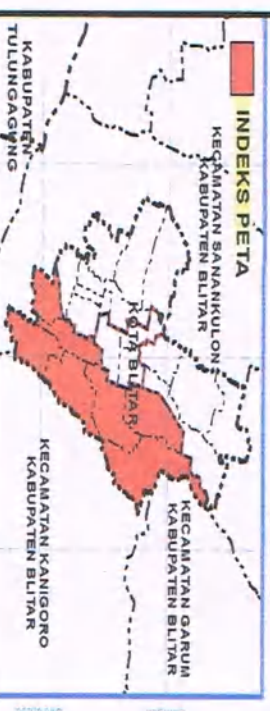 INDEKS PETA
KECAMATAN SANANKULON
KABUPATEN BLITAR
KOTA BLITAR
KECAMATAN GARUM
KABUPATEN BLITAR
KECAMATAN KANIGORO
KABUPATEN BLITAR
KABUPATEN
TULUNGAGUNG